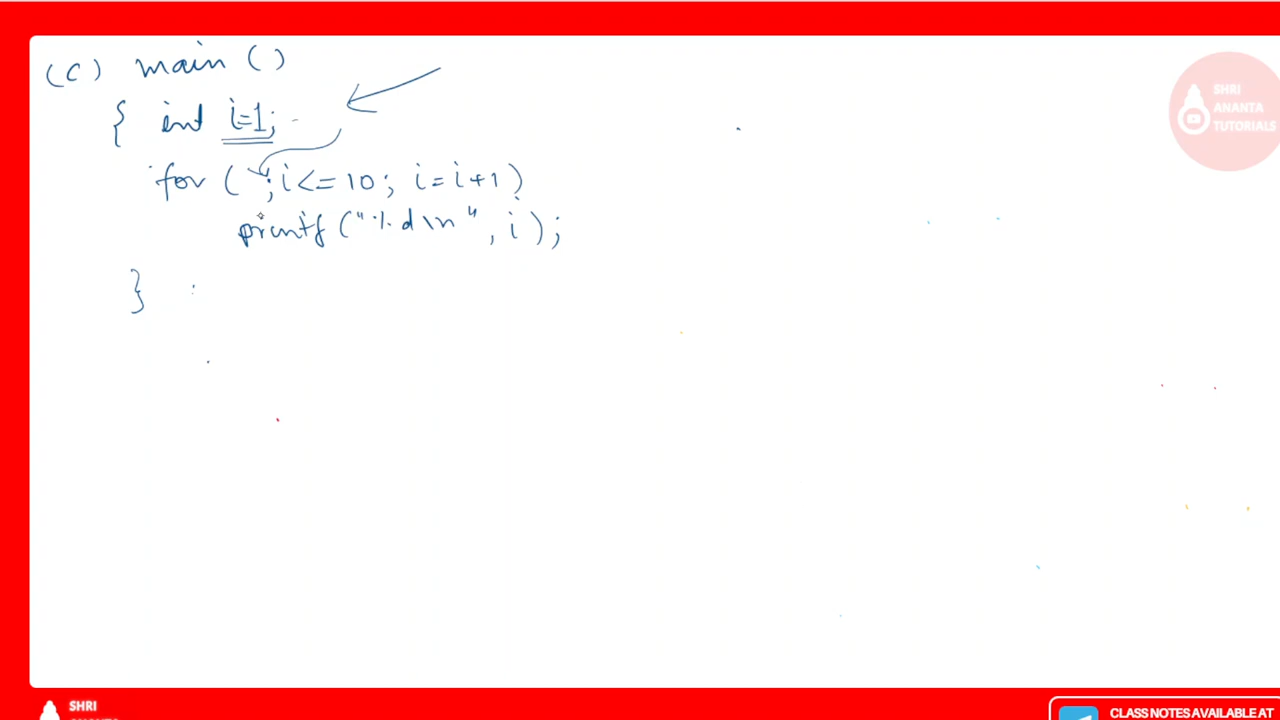 (C) main ()
{ int i=1;
for ( ;i<=10; i=i+1)
printf ("%d\n", i);
}
SHRI
ANANTA
TUTORIALS
SHRI
CLASS NOTES AVAILABLE AT